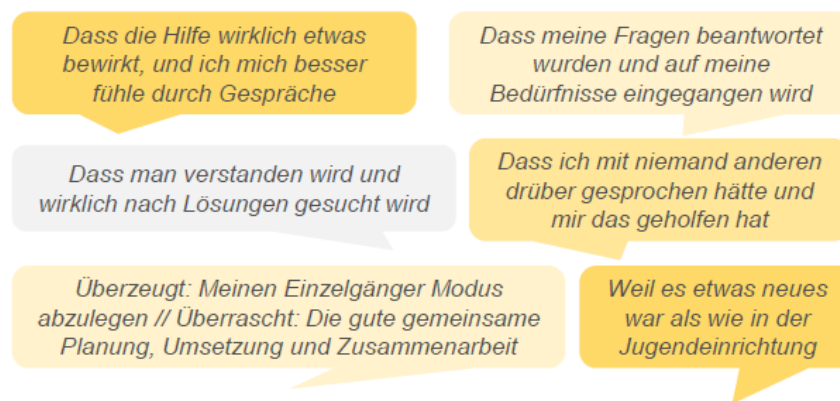 Dass die Hilfe wirklich etwas
bewirkt, und ich mich besser
fühle durch Gespräche
Dass meine Fragen beantwortet
wurden und auf meine
Bedürfnisse eingegangen wird
Dass man verstanden wird und
wirklich nach Lösungen gesucht wird
Dass ich mit niemand anderen
drüber gesprochen hätte und
mir das geholfen hat
Überzeugt: Meinen Einzelgänger Modus
abzulegen // Überrascht: Die gute gemeinsame
Planung, Umsetzung und Zusammenarbeit
Weil es etwas neues
war als wie in der
Jugendeinrichtung